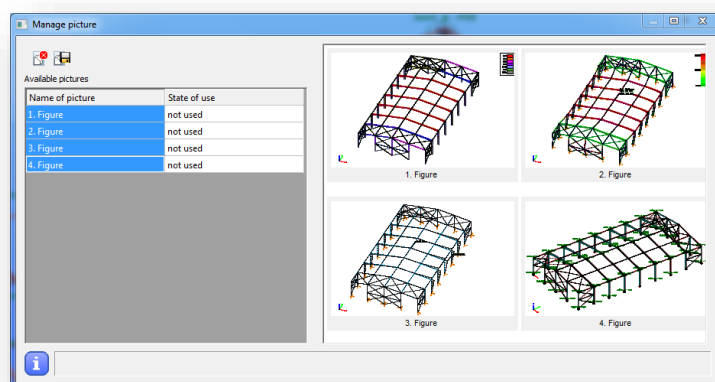 Manage picture
Available pictures
Name of picture State of use
1. Figure not used
2. Figure not used
3. Figure not used
4. Figure not used
1. Figure 2. Figure
3. Figure 4. Figure